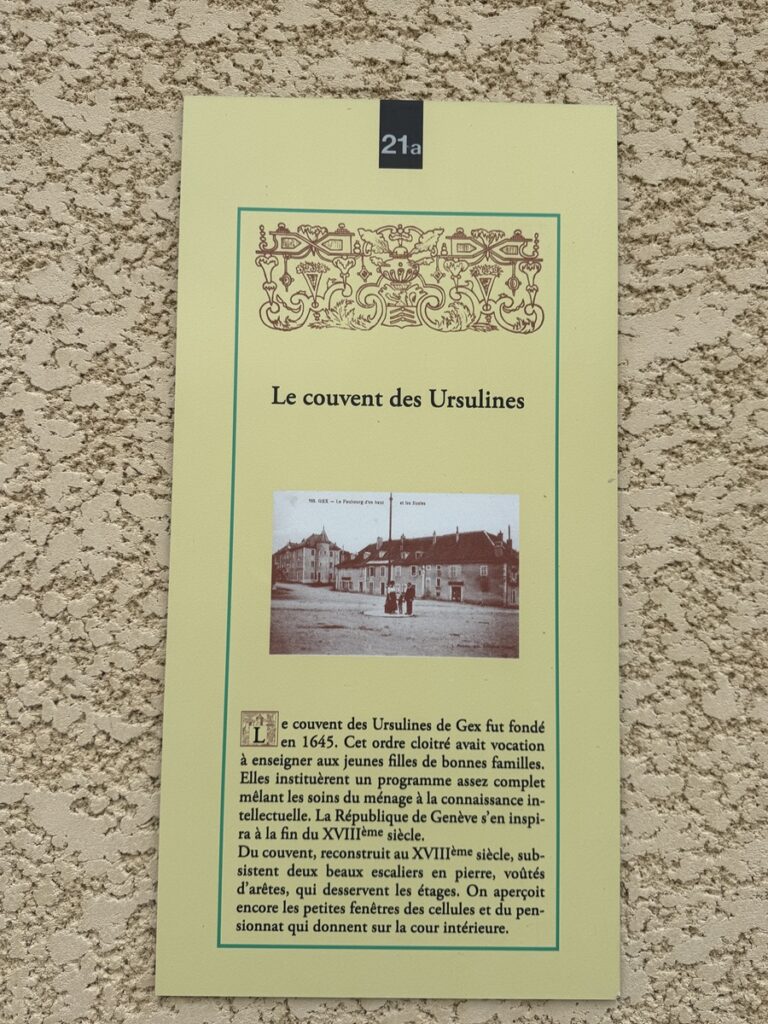 21a
Le couvent des Ursulines
GEX – Le Faubourg d'en haut et les Ecoles
Le couvent des Ursulines de Gex fut fondé
en 1645. Cet ordre cloitré avait vocation
à enseigner aux jeunes filles de bonnes familles.
Elles instituèrent un programme assez complet
mêlant les soins du ménage à la connaissance in-
tellectuelle. La République de Genève s'en inspi-
ra à la fin du XVIIIème siècle.
Du couvent, reconstruit au XVIIIème siècle, sub-
sistent deux beaux escaliers en pierre, voûtés
d'arêtes, qui desservent les étages. On aperçoit
encore les petites fenêtres des cellules et du pen-
sionnat qui donnent sur la cour intérieure.